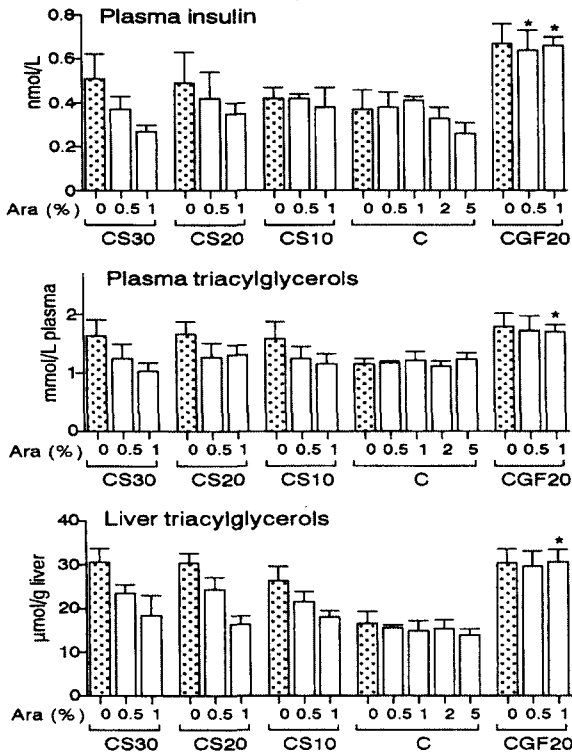 Plasma insulin
nmol/L
0.8
0.6
0.4
0.2
0
* *
Ara (%) 0 0.5 1 0 0.5 1 0 0.5 1 0 0.5 1 2 5 0 0.5 1
CS30 CS20 CS10 C CGF20
Plasma triacylglycerols
mmol/L plasma
2
1
0
*
Ara (%) 0 0.5 1 0 0.5 1 0 0.5 1 0 0.5 1 2 5 0 0.5 1
CS30 CS20 CS10 C CGF20
Liver triacylglycerols
µmol/g liver
40
30
20
10
0
*
Ara (%) 0 0.5 1 0 0.5 1 0 0.5 1 0 0.5 1 2 5 0 0.5 1
CS30 CS20 CS10 C CGF20